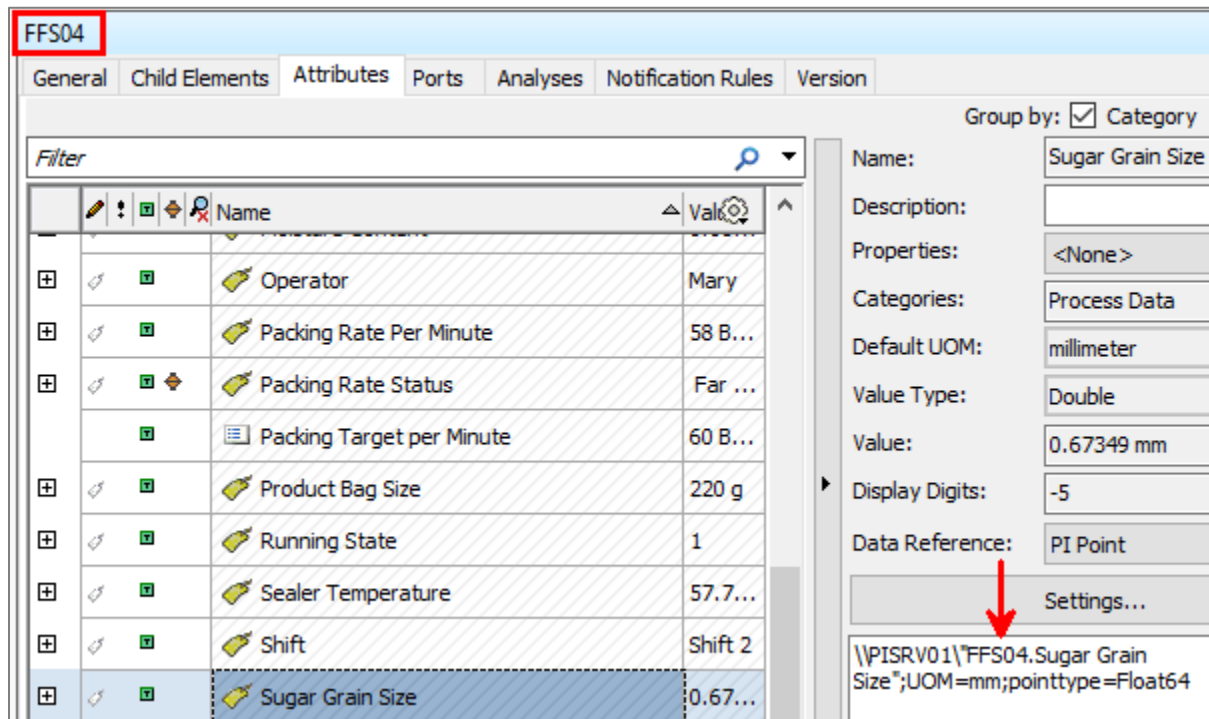 FFS04
General Child Elements Attributes Ports Analyses Notification Rules Version
Group by: Category
Filter
Name Valu
Operator Mary
Packing Rate Per Minute 58 B...
Packing Rate Status Far ...
Packing Target per Minute 60 B...
Product Bag Size 220 g
Running State 1
Sealer Temperature 57.7...
Shift Shift 2
Sugar Grain Size 0.67...
Name: Sugar Grain Size
Description:
Properties: <None>
Categories: Process Data
Default UOM: millimeter
Value Type: Double
Value: 0.67349 mm
Display Digits: -5
Data Reference: PI Point
Settings...
\\PISRV01\"FFS04.Sugar Grain
Size";UOM=mm;pointtype=Float64